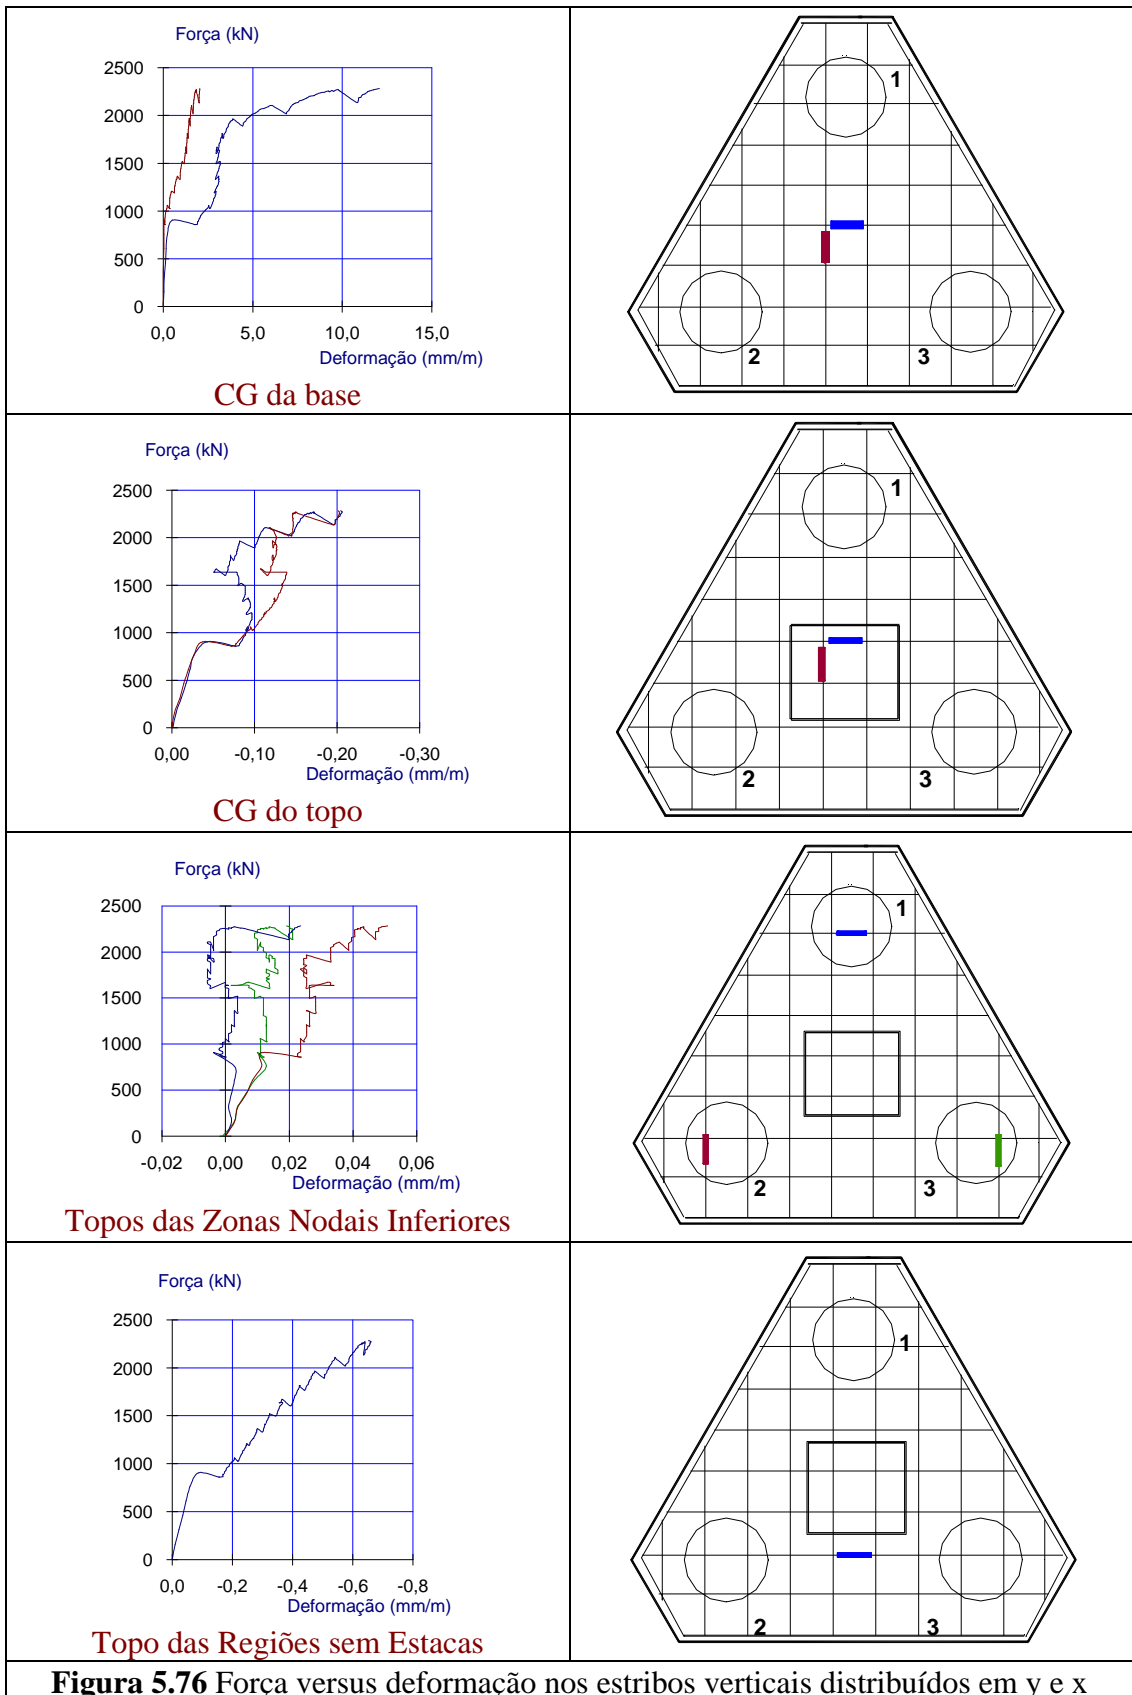 Força (kN)
2500
2000
1500
1000
500
0
0,0 5,0 10,0 15,0
Deformação (mm/m)
CG da base
1
2 3
Força (kN)
2500
2000
1500
1000
500
0
0,00 -0,10 -0,20 -0,30
Deformação (mm/m)
CG do topo
1
2 3
Força (kN)
2500
2000
1500
1000
500
0
-0,02 0,00 0,02 0,04 0,06
Deformação (mm/m)
Topos das Zonas Nodais Inferiores
1
2 3
Força (kN)
2500
2000
1500
1000
500
0
0,0 -0,2 -0,4 -0,6 -0,8
Deformação (mm/m)
Topo das Regiões sem Estacas
1
2 3
Figura 5.76 Força versus deformação nos estribos verticais distribuídos em y e x